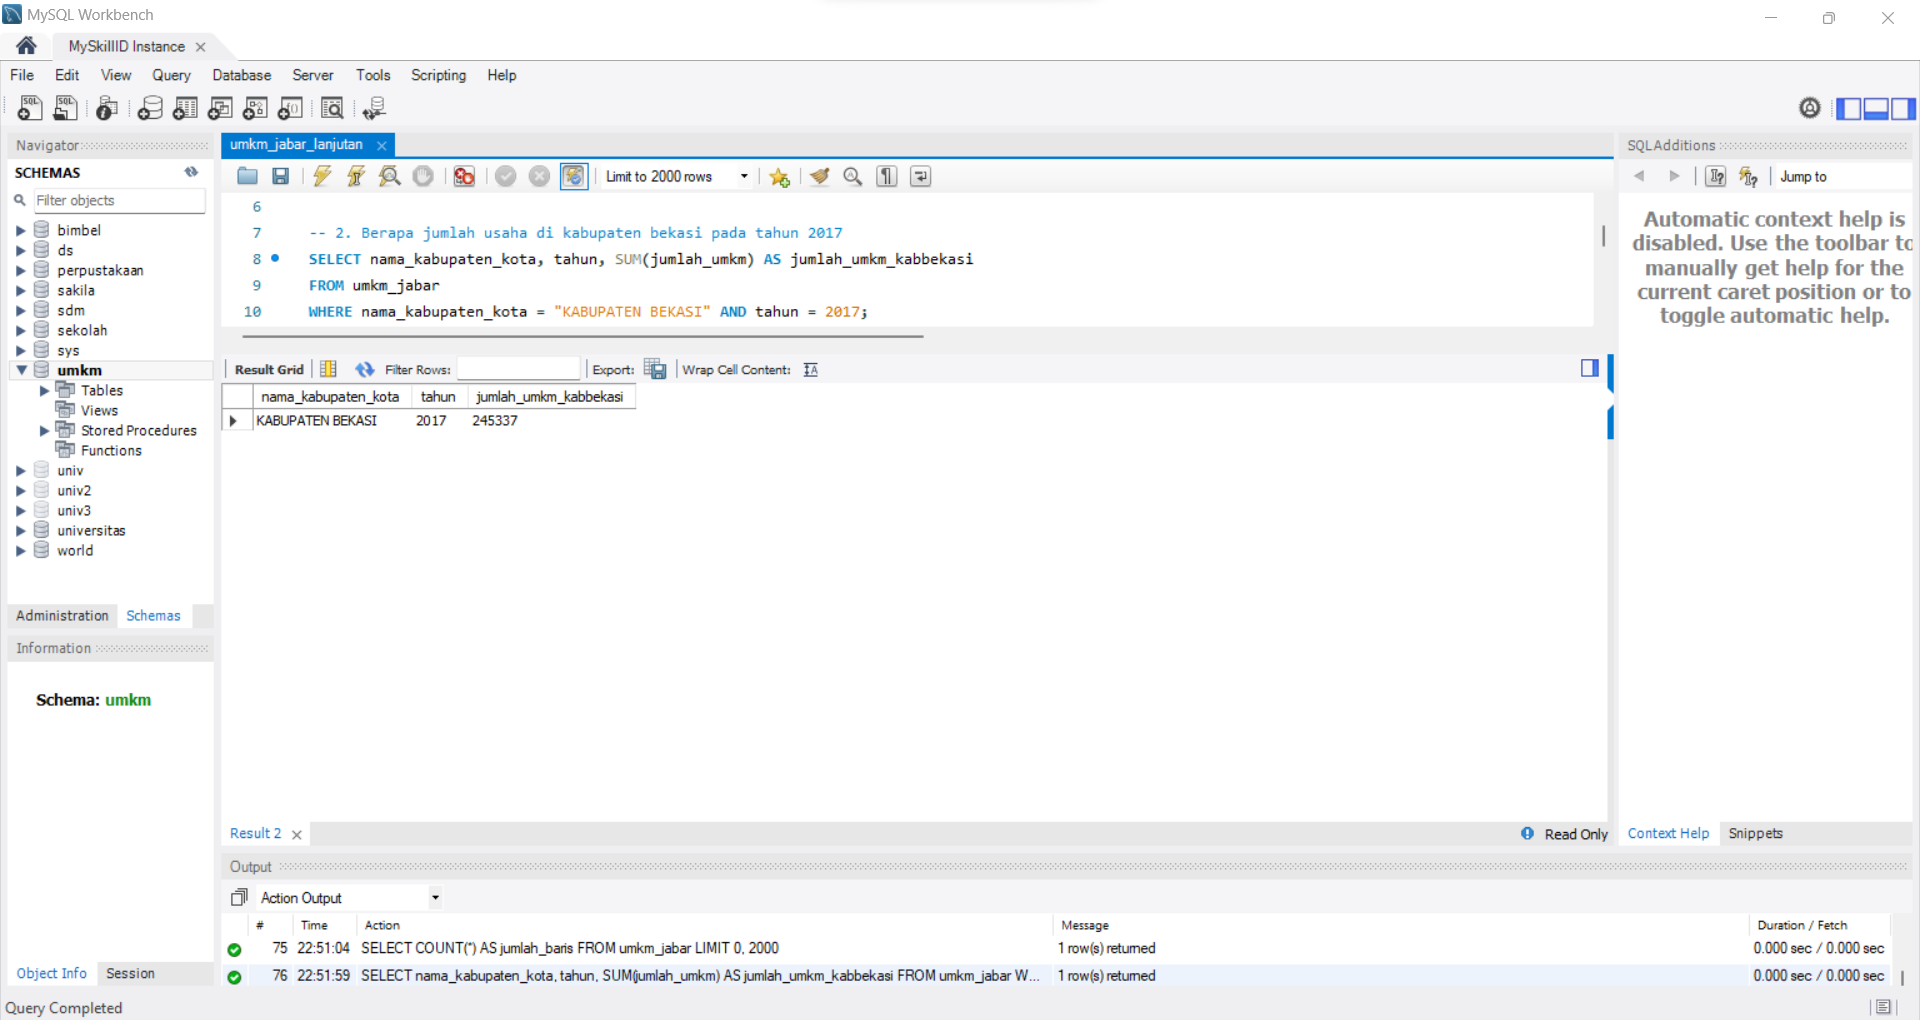 MySQL Workbench
MySkillID Instance
File Edit View Query Database Server Tools Scripting Help
Navigator
SCHEMAS
Filter objects
bimbel
ds
perpustakaan
sakila
sdm
sekolah
sys
umkm
Tables
Views
Stored Procedures
Functions
univ
univ2
univ3
universitas
world
Administration Schemas
Information
Schema: umkm
Object Info Session
umkm_jabar_lanjutan
Limit to 2000 rows
6
7 -- 2. Berapa jumlah usaha di kabupaten bekasi pada tahun 2017
8 SELECT nama_kabupaten_kota, tahun, SUM(jumlah_umkm) AS jumlah_umkm_kabbekasi
9 FROM umkm_jabar
10 WHERE nama_kabupaten_kota = "KABUPATEN BEKASI" AND tahun = 2017;
Result Grid Filter Rows: Export: Wrap Cell Content:
nama_kabupaten_kota tahun jumlah_umkm_kabbekasi
KABUPATEN BEKASI 2017 245337
Result 2
Read Only
SQLAdditions
Jump to
Automatic context help is
disabled. Use the toolbar to
manually get help for the
current caret position or to
toggle automatic help.
Context Help Snippets
Output
Action Output
# Time Action Message Duration / Fetch
75 22:51:04 SELECT COUNT(*) AS jumlah_baris FROM umkm_jabar LIMIT 0, 2000 1 row(s) returned 0.000 sec / 0.000 sec
76 22:51:59 SELECT nama_kabupaten_kota, tahun, SUM(jumlah_umkm) AS jumlah_umkm_kabbekasi FROM umkm_jabar W... 1 row(s) returned 0.000 sec / 0.000 sec
Query Completed